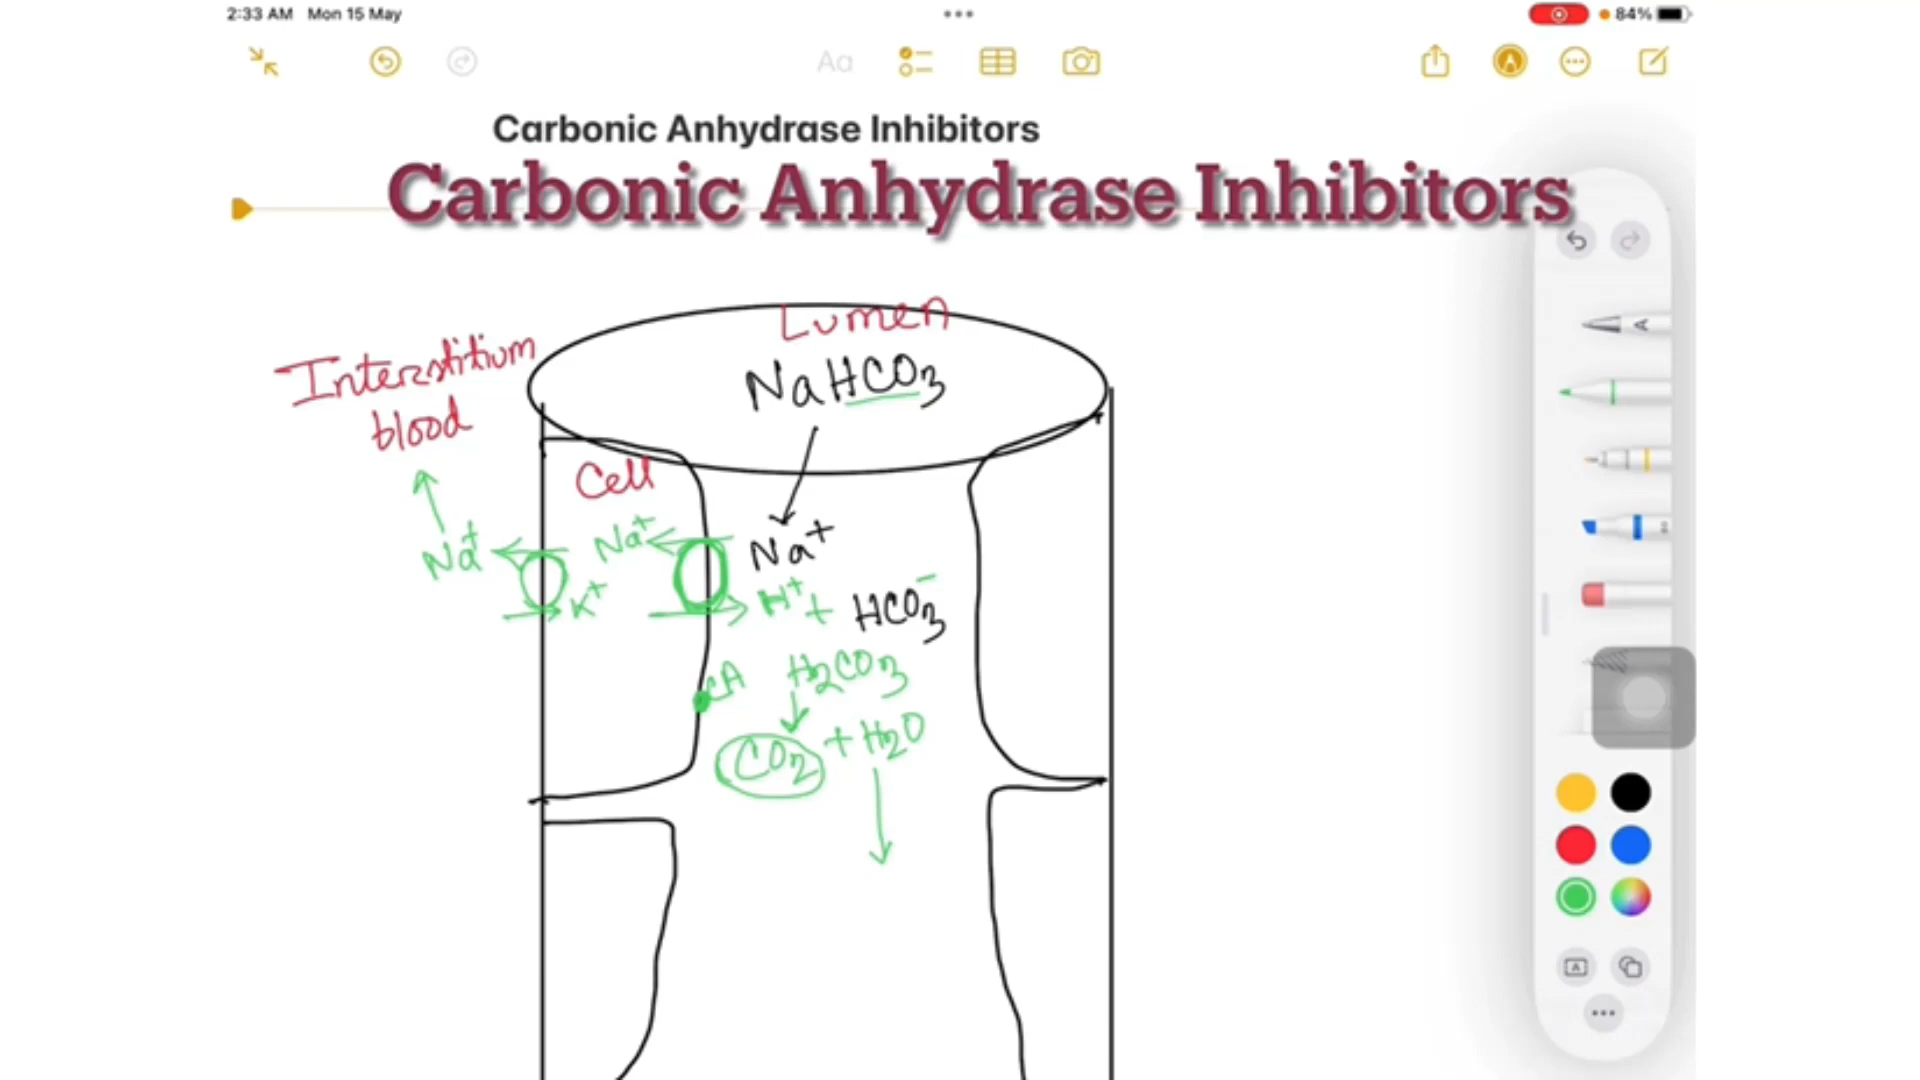 2:33 AM Mon 15 May
84%
Aa
Carbonic Anhydrase Inhibitors
Carbonic Anhydrase Inhibitors
Lumen
Interstitium
blood
NaHCO3
Cell
Na+ Na+ Na+
K+ H+ + HCO3-
CA H2CO3
CO2 + H2O